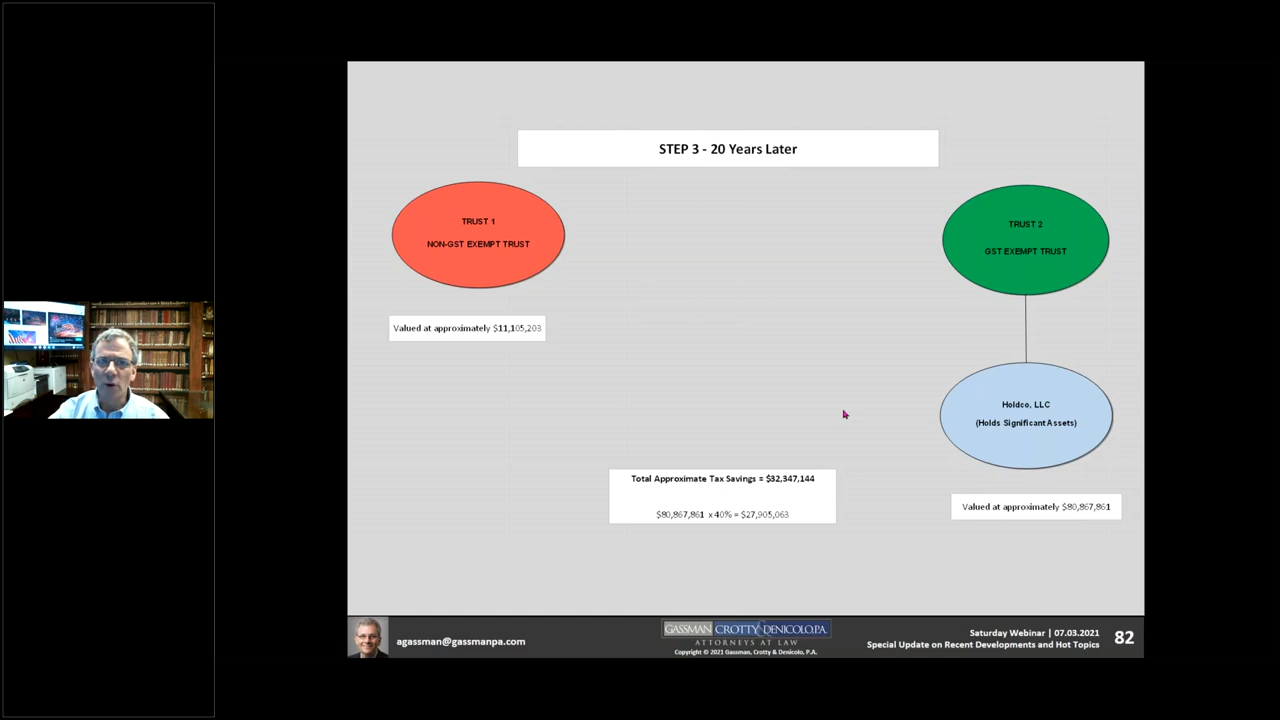 STEP 3 - 20 Years Later
TRUST 1
NON-GST EXEMPT TRUST
TRUST 2
GST EXEMPT TRUST
Valued at approximately $11,105,203
Holdco, LLC
(Holds Significant Assets)
Total Approximate Tax Savings = $32,347,144
$80,867,861 x 40% = $27,905,063
Valued at approximately $80,867,861
agassman@gassmanpa.com
GASSMAN CROTTY & DENICOLO, P.A.
ATTORNEYS AT LAW
Copyright © 2021 Gassman, Crotty & Denicolo, P.A.
Saturday Webinar | 07.03.2021
Special Update on Recent Developments and Hot Topics
82